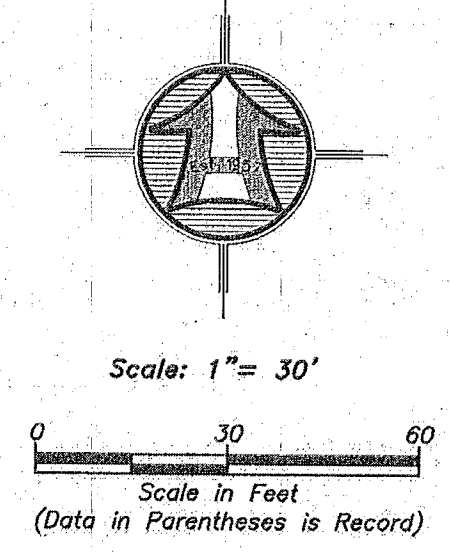 Scale: 1"= 30'
0 30 60
Scale in Feet
(Data in Parentheses is Record)